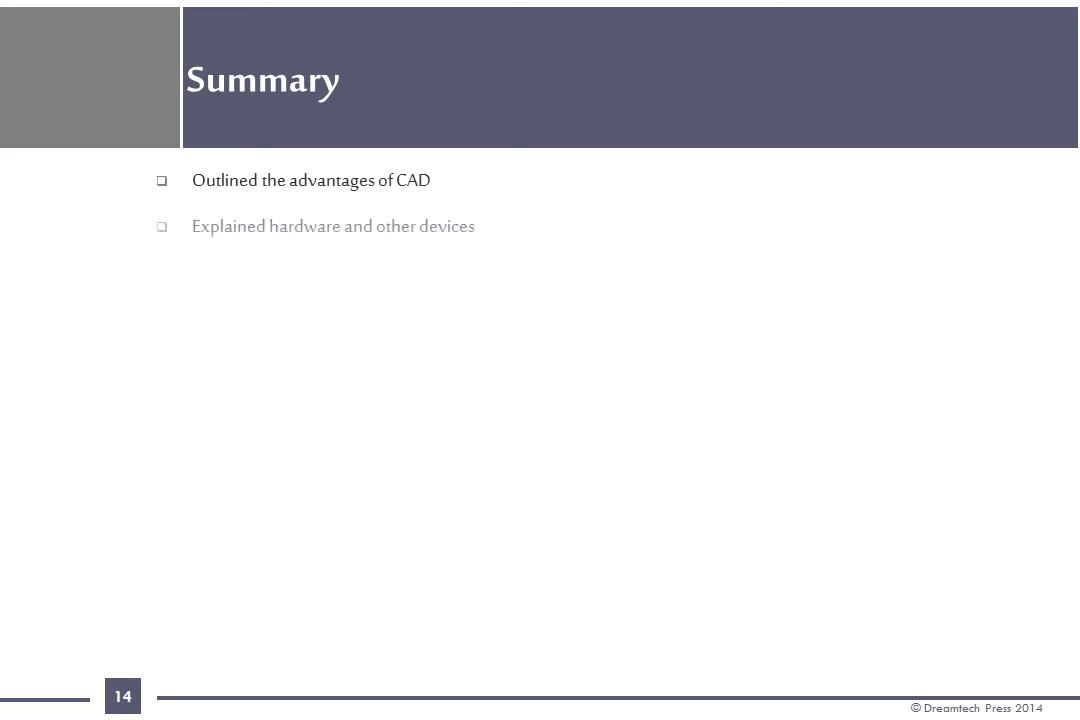 Summary
❑ Outlined the advantages of CAD
❑ Explained hardware and other devices
14
© Dreamtech Press 2014